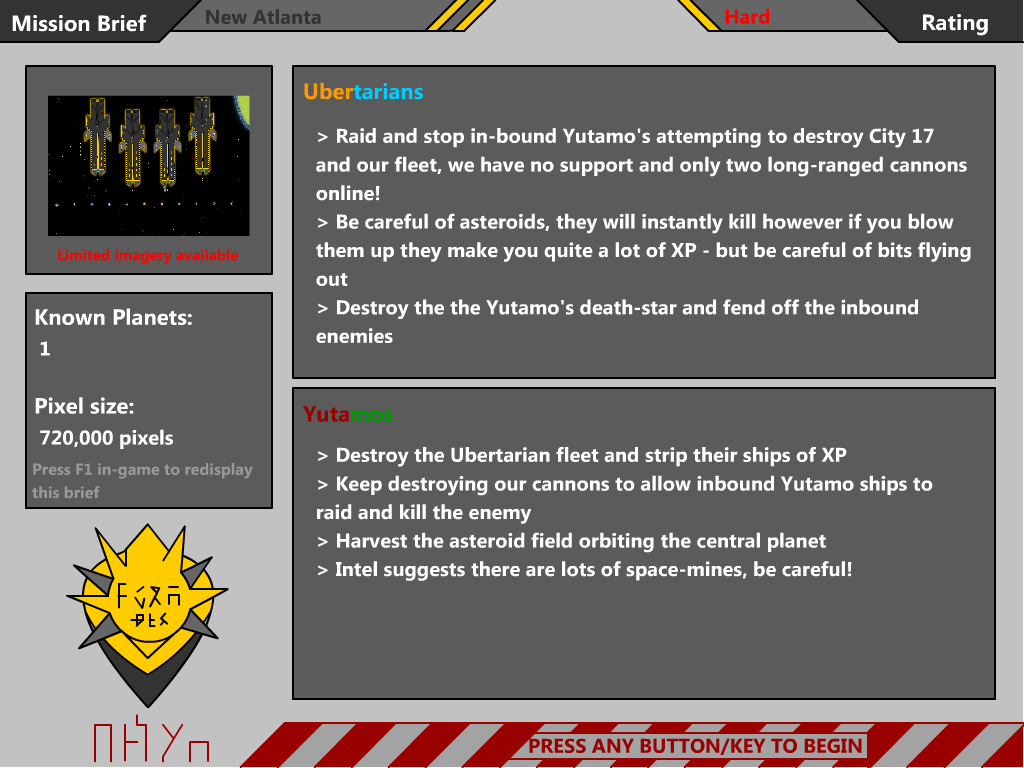 Mission Brief
New Atlanta
Hard
Rating
Limited imagery available
Known Planets:
1
Pixel size:
720,000 pixels
Press F1 in-game to redisplay
this brief
Ubertarians
> Raid and stop in-bound Yutamo's attempting to destroy City 17
and our fleet, we have no support and only two long-ranged cannons
online!
> Be careful of asteroids, they will instantly kill however if you blow
them up they make you quite a lot of XP - but be careful of bits flying
out
> Destroy the the Yutamo's death-star and fend off the inbound
enemies
Yutamos
> Destroy the Ubertarian fleet and strip their ships of XP
> Keep destroying our cannons to allow inbound Yutamo ships to
raid and kill the enemy
> Harvest the asteroid field orbiting the central planet
> Intel suggests there are lots of space-mines, be careful!
PRESS ANY BUTTON/KEY TO BEGIN